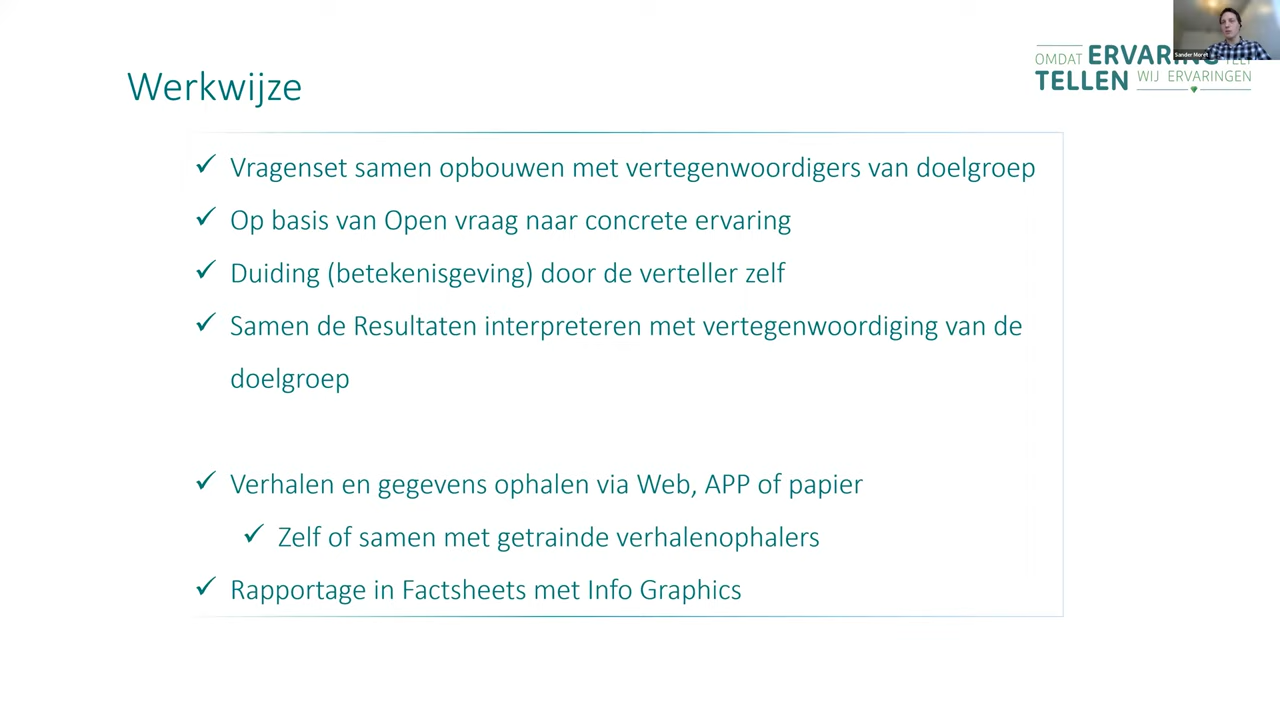 Werkwijze
OMDAT ERVARING TELT
TELLEN WIJ ERVARINGEN
Vragenset samen opbouwen met vertegenwoordigers van doelgroep
Op basis van Open vraag naar concrete ervaring
Duiding (betekenisgeving) door de verteller zelf
Samen de Resultaten interpreteren met vertegenwoordiging van de
doelgroep
Verhalen en gegevens ophalen via Web, APP of papier
Zelf of samen met getrainde verhalenophalers
Rapportage in Factsheets met Info Graphics
Sander